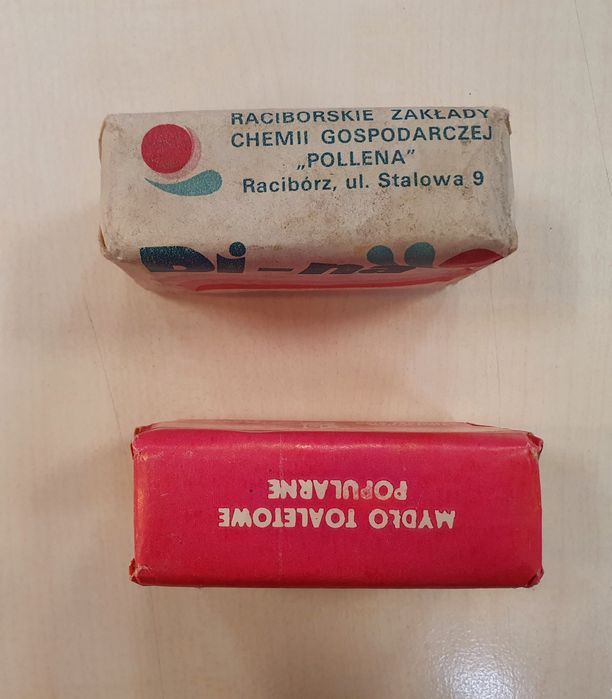 RACIBORSKIE ZAKŁADY
CHEMII GOSPODARCZEJ
„POLLENA”
Racibórz, ul. Stalowa 9
MYDŁO TOALETOWE
POPULARNE